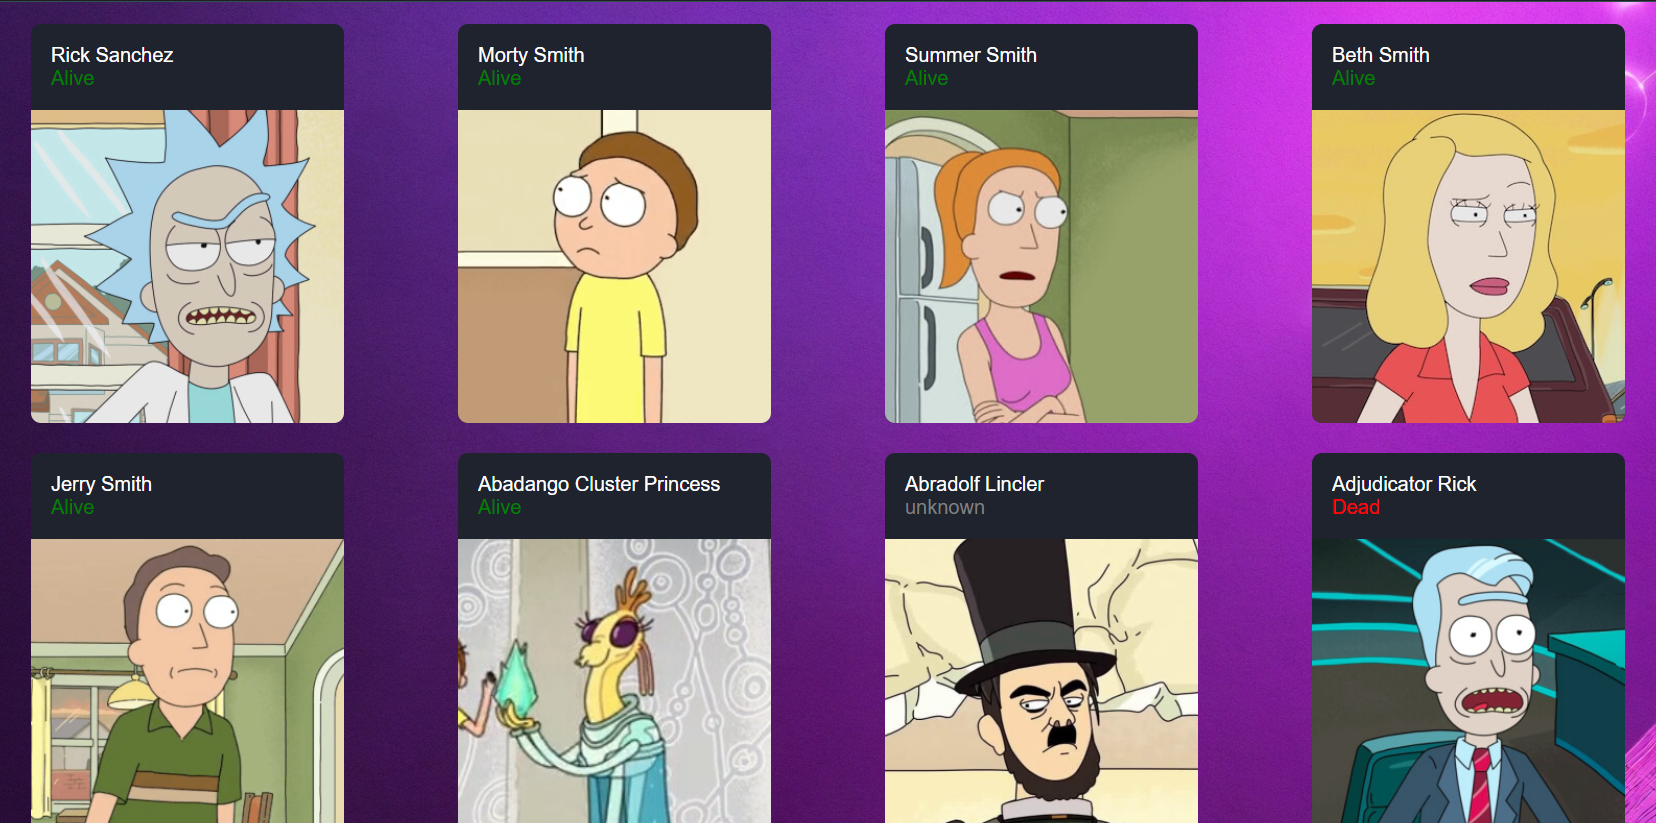 Rick Sanchez
Alive
Morty Smith
Alive
Summer Smith
Alive
Beth Smith
Alive
Jerry Smith
Alive
Abadango Cluster Princess
Alive
Abradolf Lincler
unknown
Adjudicator Rick
Dead